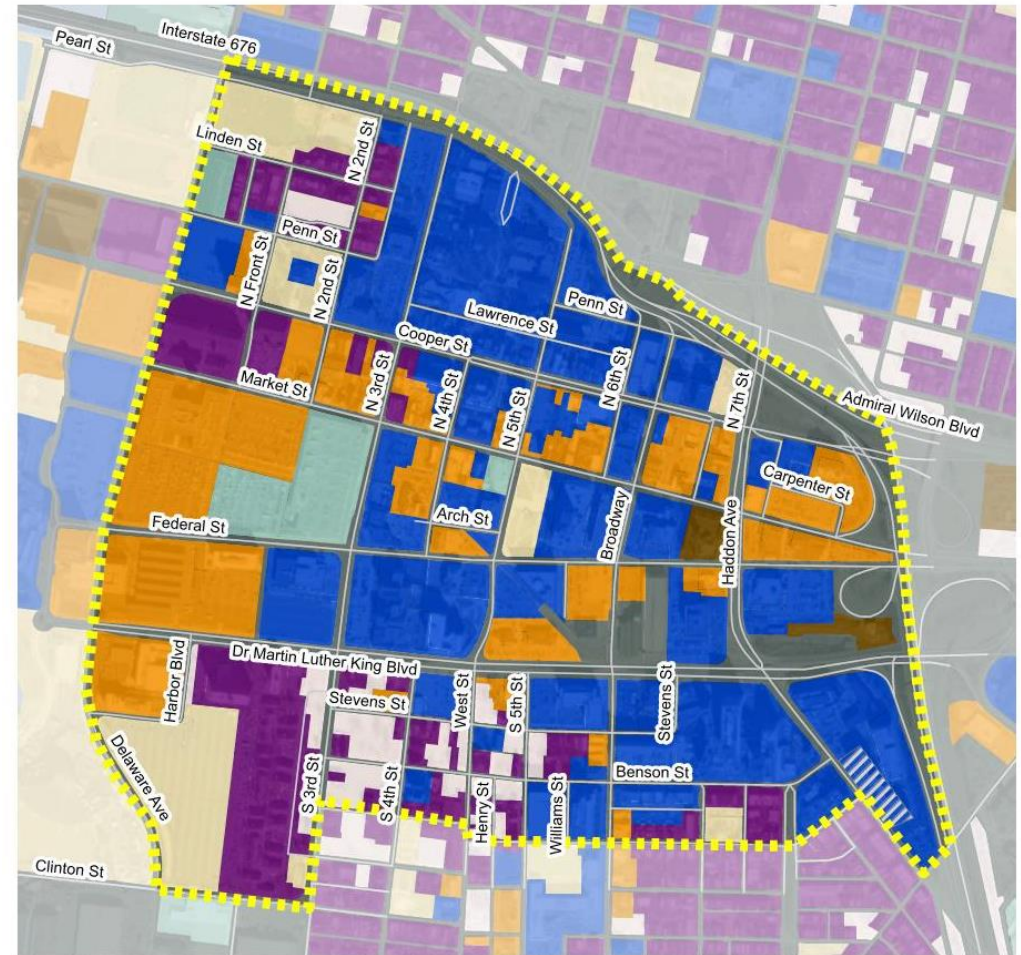 Interstate 676
Pearl St
Linden St
N 2nd St
Penn St
N Front St
N 2nd St
Penn St
Lawrence St
Cooper St
N 3rd St
Market St
N 4th St
N 5th St
N 6th St
N 7th St
Admiral Wilson Blvd
Carpenter St
Arch St
Federal St
Broadway
Haddon Ave
Dr Martin Luther King Blvd
Harbor Blvd
Stevens St
West St
S 5th St
Stevens St
Delaware Ave
S 3rd St
S 4th St
Henry St
Williams St
Benson St
Clinton St